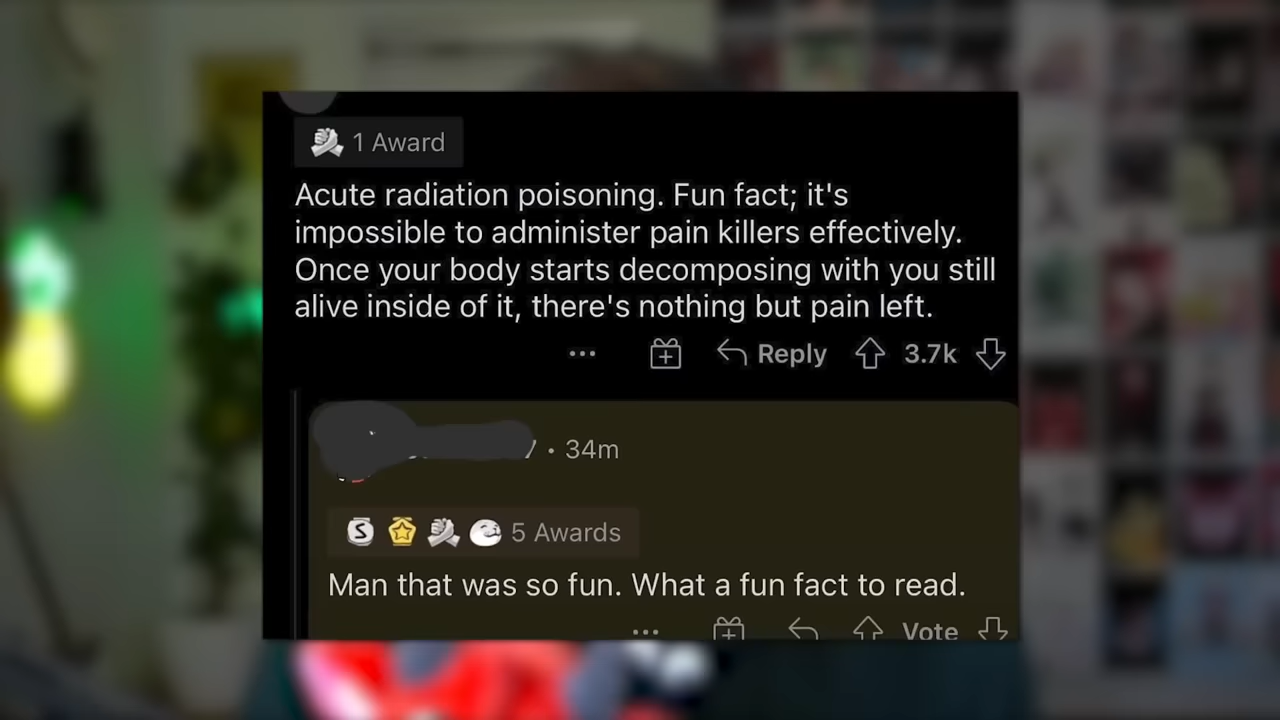 1 Award
Acute radiation poisoning. Fun fact; it's
impossible to administer pain killers effectively.
Once your body starts decomposing with you still
alive inside of it, there's nothing but pain left.
Reply 3.7k
• 34m
5 Awards
Man that was so fun. What a fun fact to read.
Vote